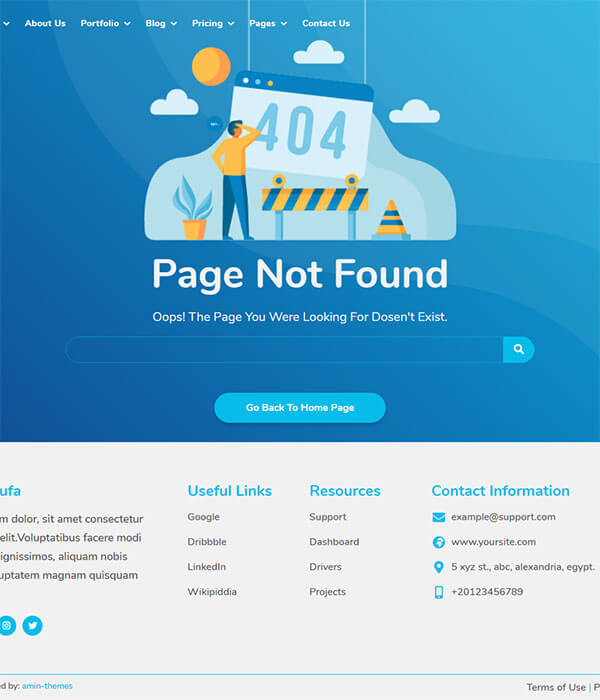 About Us Portfolio Blog Pricing Pages Contact Us
404
Page Not Found
Oops! The Page You Were Looking For Dosen't Exist.
Go Back To Home Page
ufa
m dolor, sit amet consectetur
elit.Voluptatibus facere modi
ignissimos, aliquam nobis
uptatem magnam quisquam
Useful Links
Google
Dribbble
LinkedIn
Wikipiddia
Resources
Support
Dashboard
Drivers
Projects
Contact Information
example@support.com
www.yoursite.com
5 xyz st., abc, alexandria, egypt.
+20123456789
ed by: amin-themes
Terms of Use | P